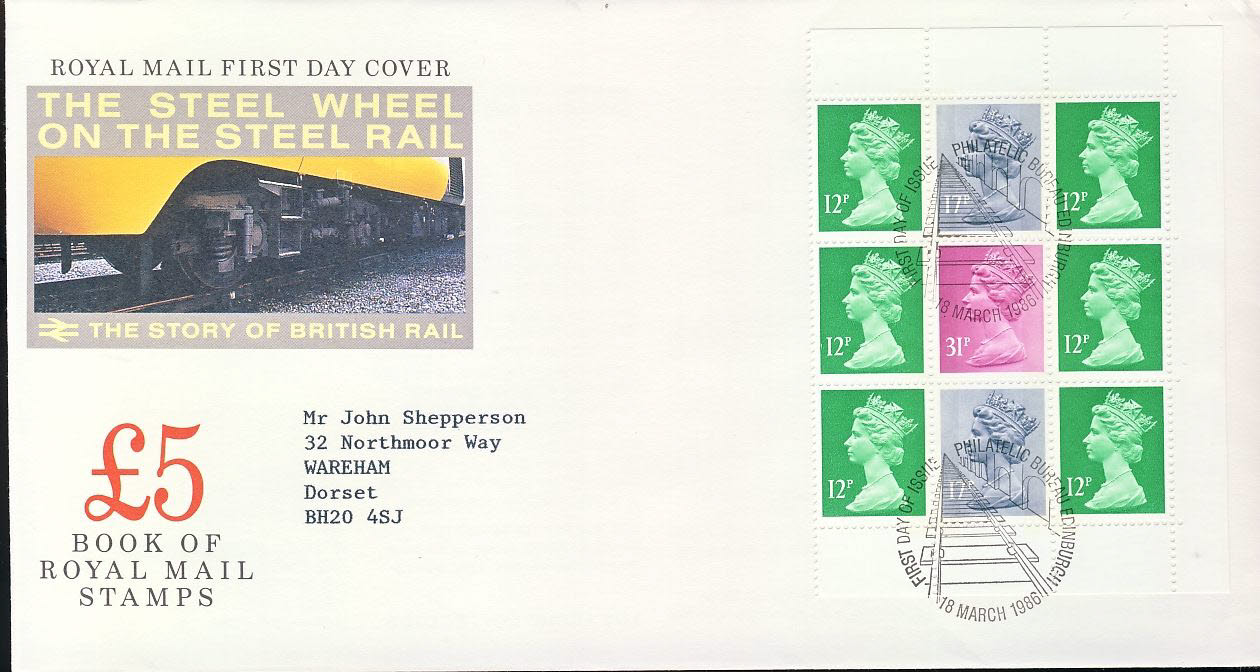 ROYAL MAIL FIRST DAY COVER
THE STEEL WHEEL
ON THE STEEL RAIL
THE STORY OF BRITISH RAIL
£5
BOOK OF
ROYAL MAIL
STAMPS
Mr John Shepperson
32 Northmoor Way
WAREHAM
Dorset
BH20 4SJ
12P
17P
12P
FIRST DAY OF ISSUE PHILATELIC BUREAU EDINBURGH
18 MARCH 1986
12P
31P
12P
12P
17P
12P
FIRST DAY OF ISSUE PHILATELIC BUREAU EDINBURGH
18 MARCH 1986